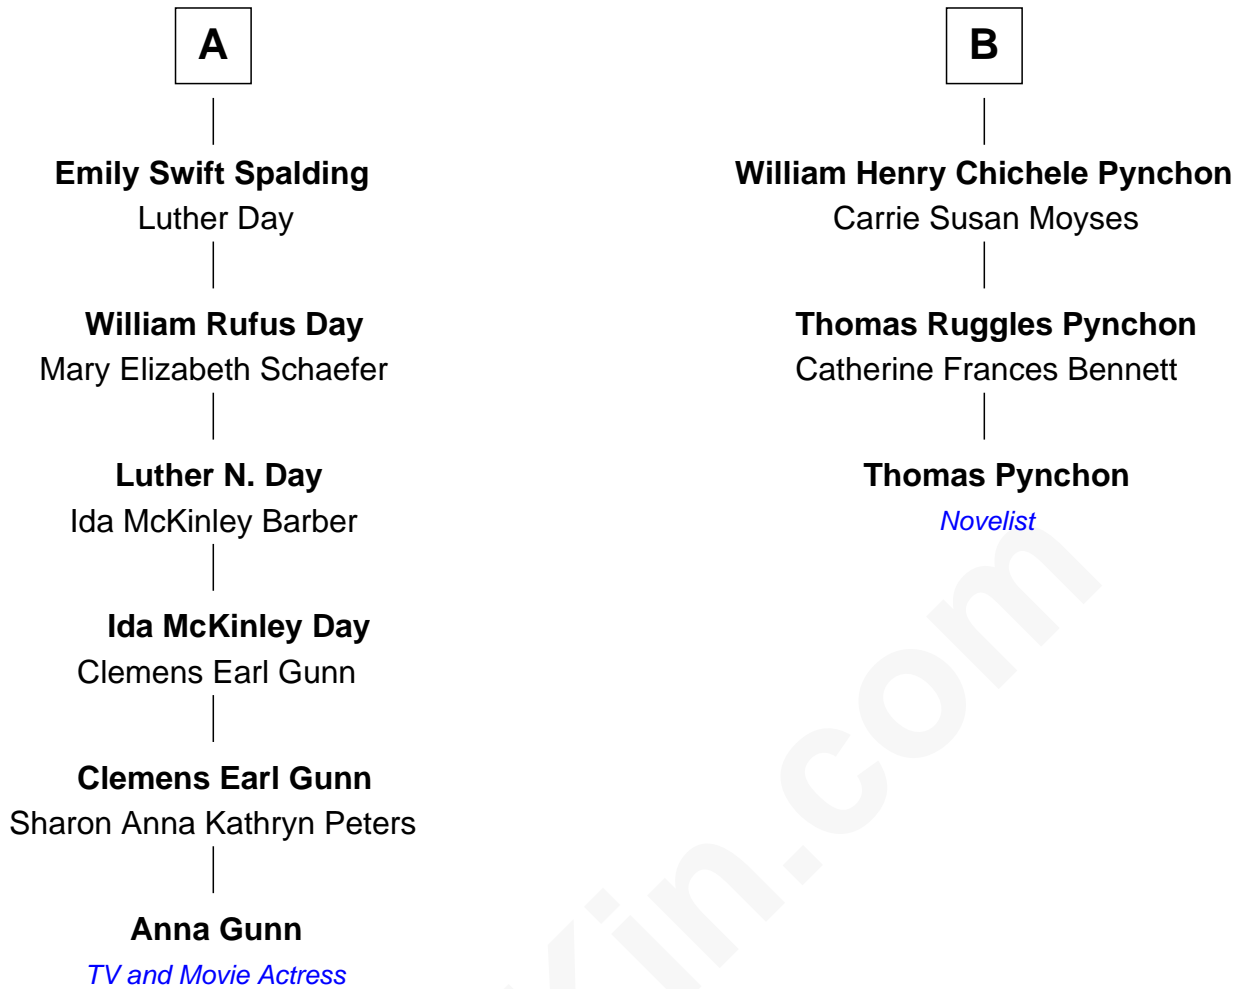 A
Emily Swift Spalding
Luther Day
William Rufus Day
Mary Elizabeth Schaefer
Luther N. Day
Ida McKinley Barber
Ida McKinley Day
Clemens Earl Gunn
Clemens Earl Gunn
Sharon Anna Kathryn Peters
Anna Gunn
TV and Movie Actress
B
William Henry Chichele Pynchon
Carrie Susan Moyses
Thomas Ruggles Pynchon
Catherine Frances Bennett
Thomas Pynchon
Novelist
Kin.com